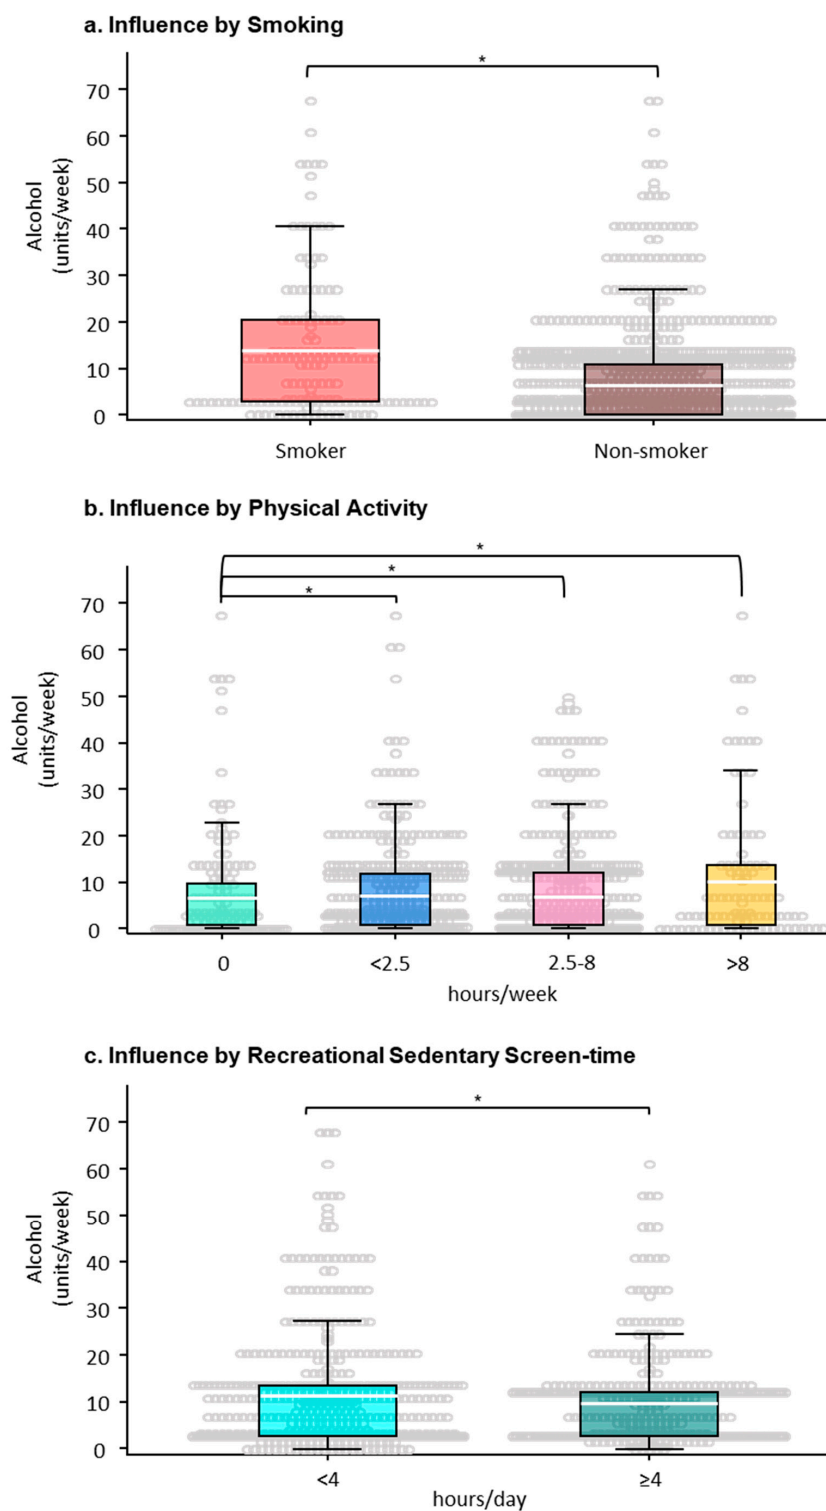 a. Influence by Smoking
*
70
60
50
40
30
20
10
0
Alcohol
(units/week)
Smoker Non-smoker
b. Influence by Physical Activity
*
*
*
70
60
50
40
30
20
10
0
Alcohol
(units/week)
0 <2.5 2.5-8 >8
hours/week
c. Influence by Recreational Sedentary Screen-time
*
70
60
50
40
30
20
10
0
Alcohol
(units/week)
<4 ≥4
hours/day